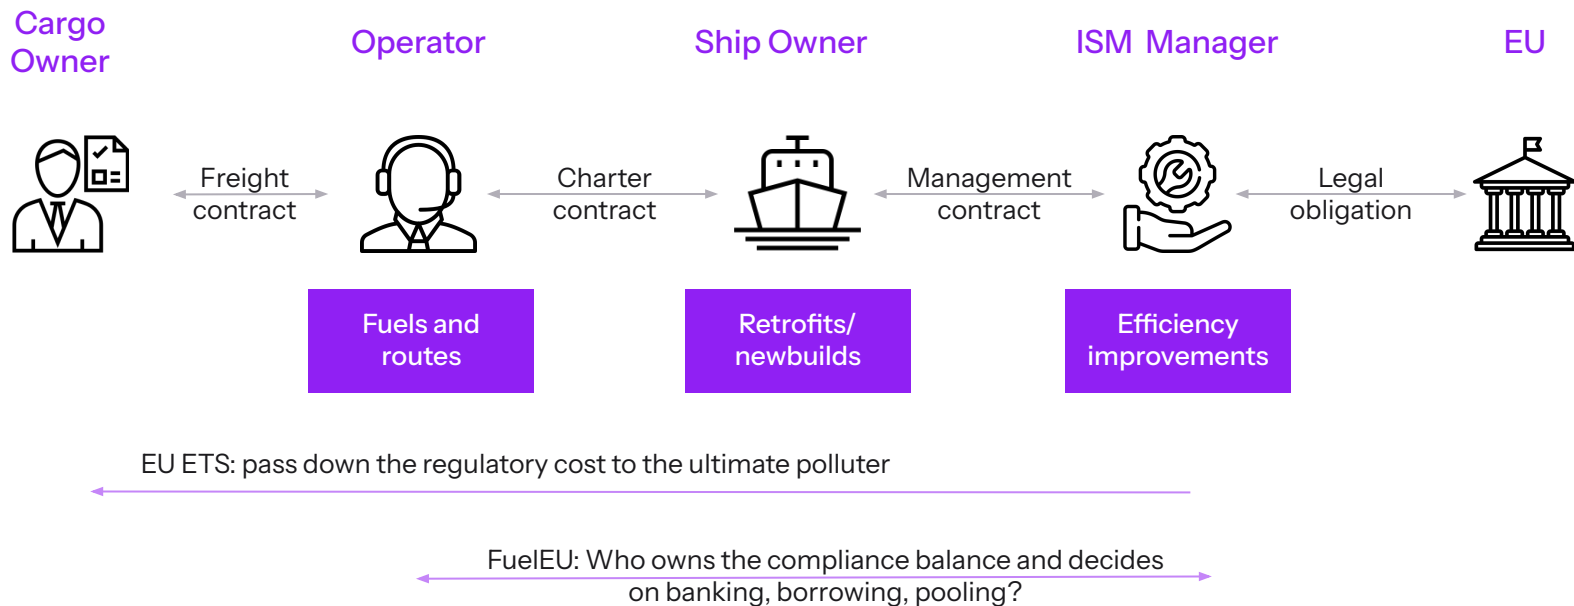 Cargo
Owner
Operator
Ship Owner
ISM Manager
EU
Freight
contract
Charter
contract
Management
contract
Legal
obligation
Fuels and
routes
Retrofits/
newbuilds
Efficiency
improvements
EU ETS: pass down the regulatory cost to the ultimate polluter
FuelEU: Who owns the compliance balance and decides
on banking, borrowing, pooling?